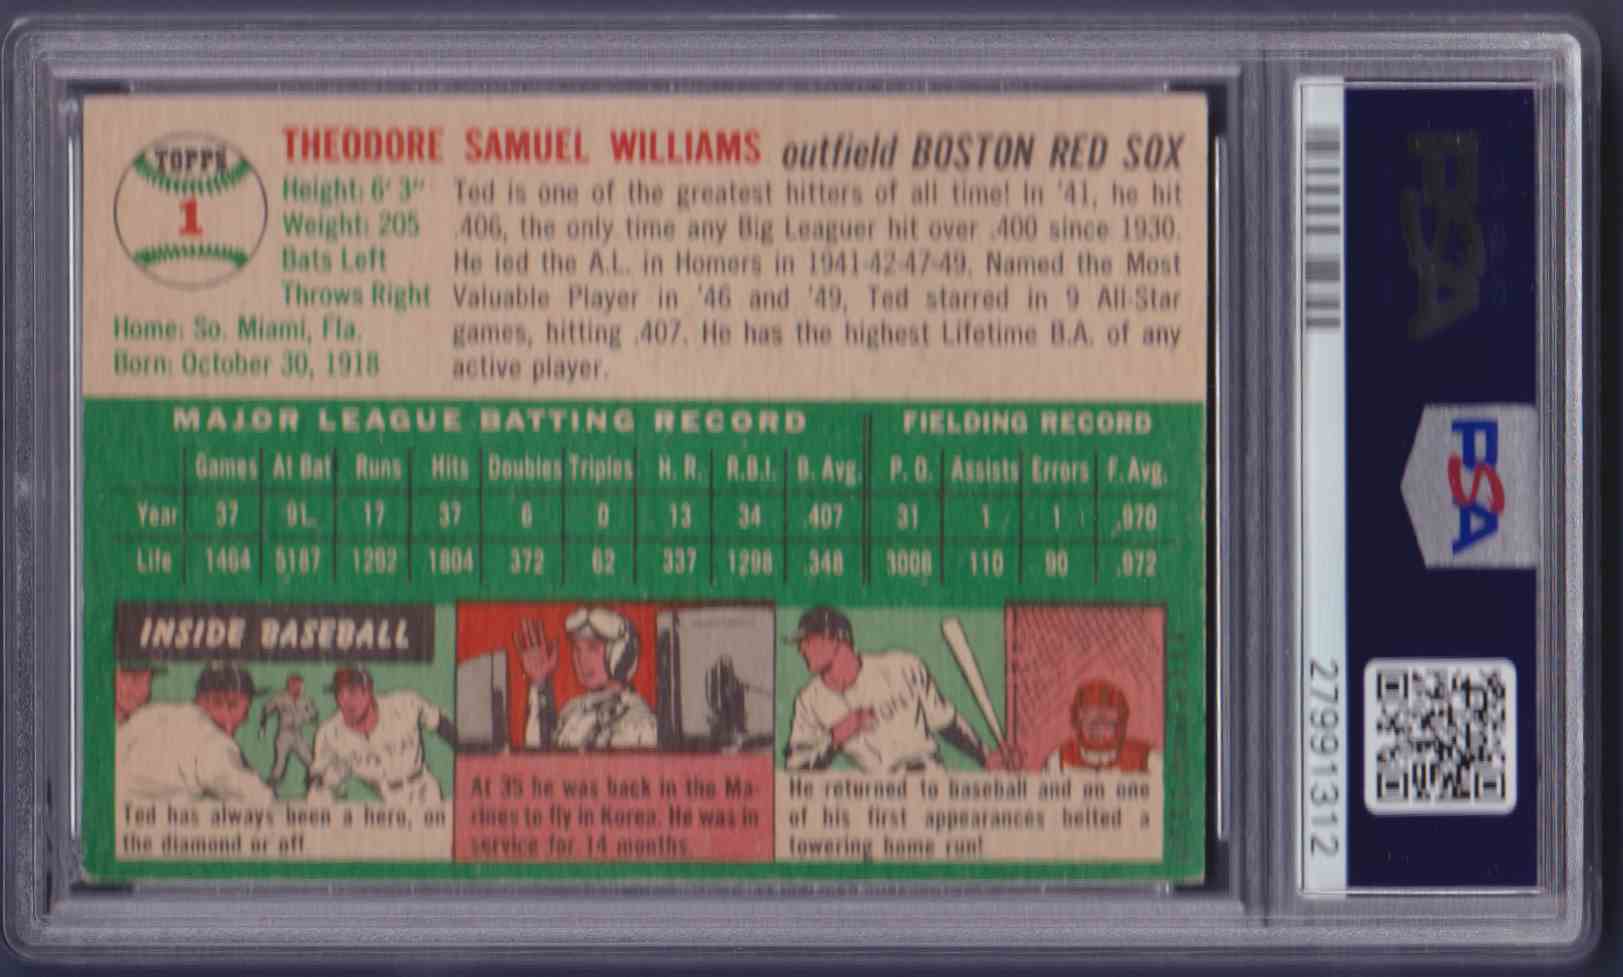 TOPPS
1
THEODORE SAMUEL WILLIAMS outfield BOSTON RED SOX
Height: 6' 3"
Weight: 205
Bats Left
Throws Right
Home: So. Miami, Fla.
Born: October 30, 1918
Ted is one of the greatest hitters of all time! In '41, he hit
.406, the only time any Big Leaguer hit over .400 since 1930.
He led the A.L. in Homers in 1941-42-47-49. Named the Most
Valuable Player in '46 and '49, Ted starred in 9 All-Star
games, hitting .407. He has the highest Lifetime B.A. of any
active player.
MAJOR LEAGUE BATTING RECORD FIELDING RECORD
Games At Bat Runs Hits Doubles Triples H. R. R.B.I. B. Avg. P. O. Assists Errors F. Avg.
Year 37 91 17 37 6 0 13 34 .407 31 1 1 .970
Life 1464 5187 1262 1804 372 62 337 1298 .348 3006 110 90 .972
INSIDE BASEBALL
Ted has always been a hero, on
the diamond or off
At 35 he was back in the Ma-
rines to fly in Korea. He was in
service for 14 months.
He returned to baseball and on one
of his first appearances belted a
towering home run!
PSA
PSA
27991312